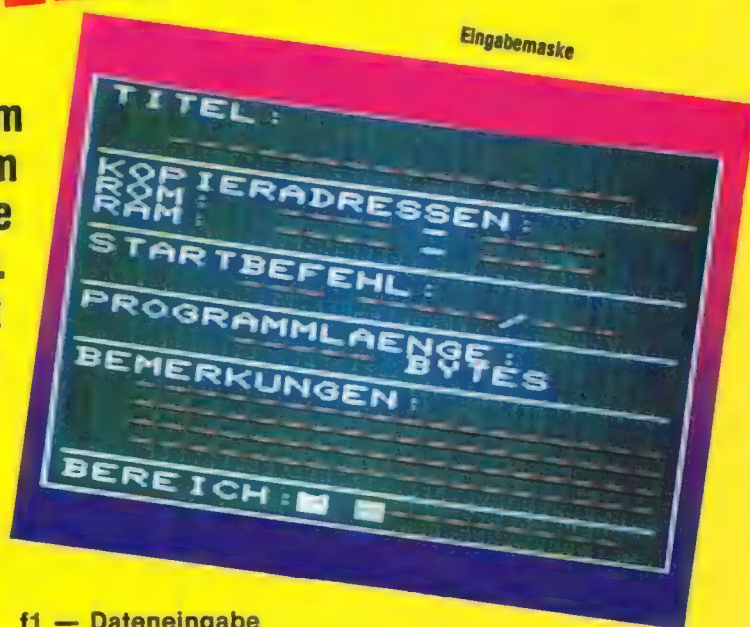 Eingabemaske
m
n
e
.
t
TITEL:
KOPIERADRESSEN:
ROM: –
RAM: –
STARTBEFEHL:
/
PROGRAMMLAENGE:
BYTES
BEMERKUNGEN:
BEREICH:
f1 — Dateneingabe